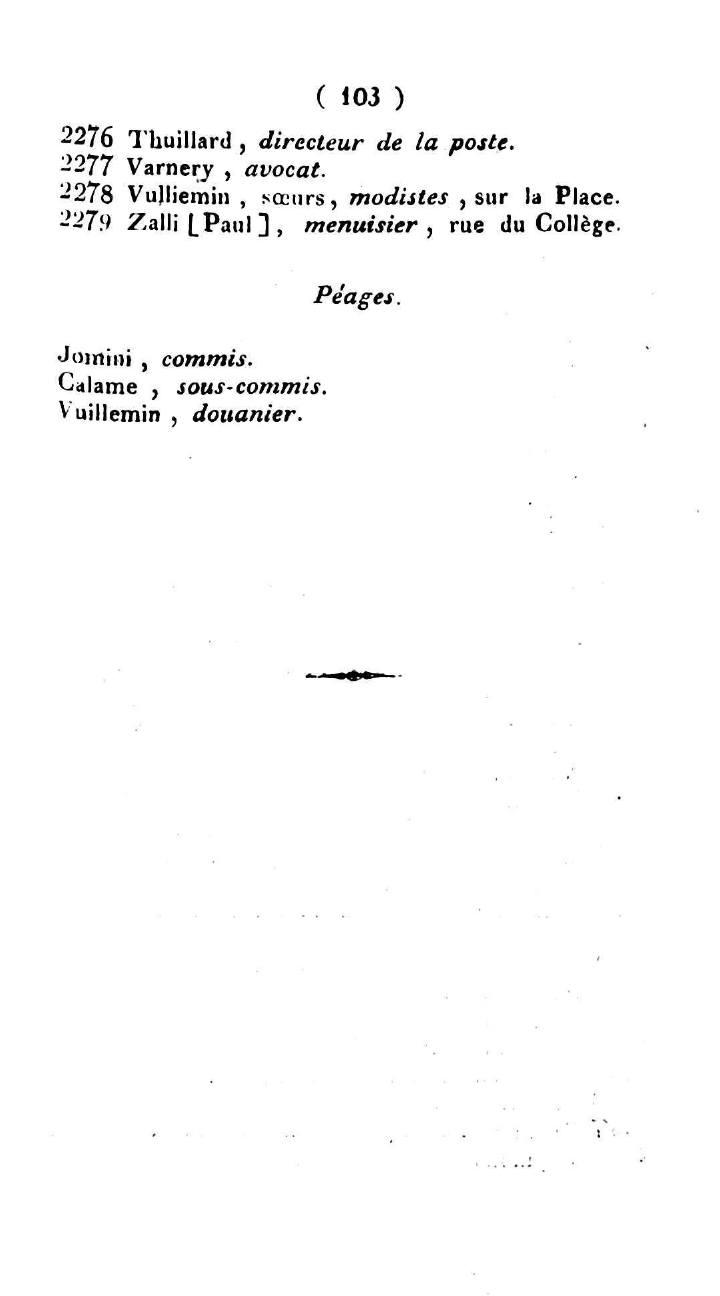 ( 103 )
2276 Thuillard , directeur de la poste.
2277 Varnery , avocat.
2278 Vulliemin , sœurs , modistes , sur la Place.
2279 Zalli [ Paul ] , menuisier , rue du Collège.
Péages.
Jomini , commis.
Calame , sous-commis.
Vuillemin , douanier.